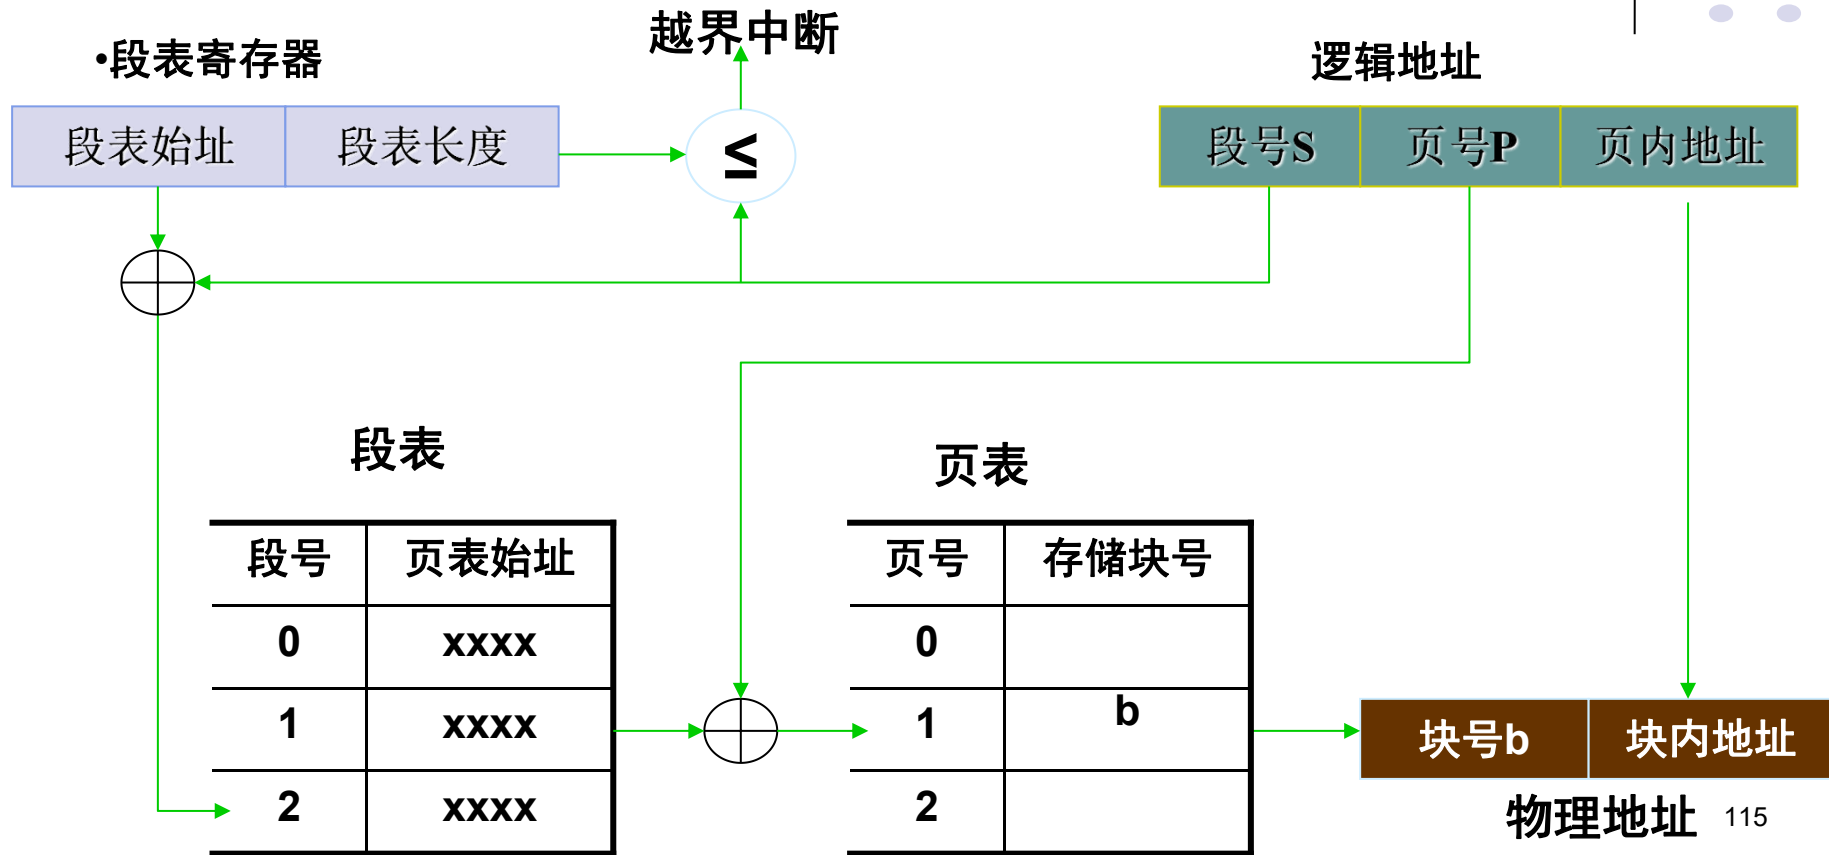 越界中断
•段表寄存器
逻辑地址
段表始址 段表长度
≤
段号S 页号P 页内地址
段表
页表
段号 页表始址
0 xxxx
1 xxxx
2 xxxx
页号 存储块号
0
1 b
2
块号b 块内地址
物理地址
115